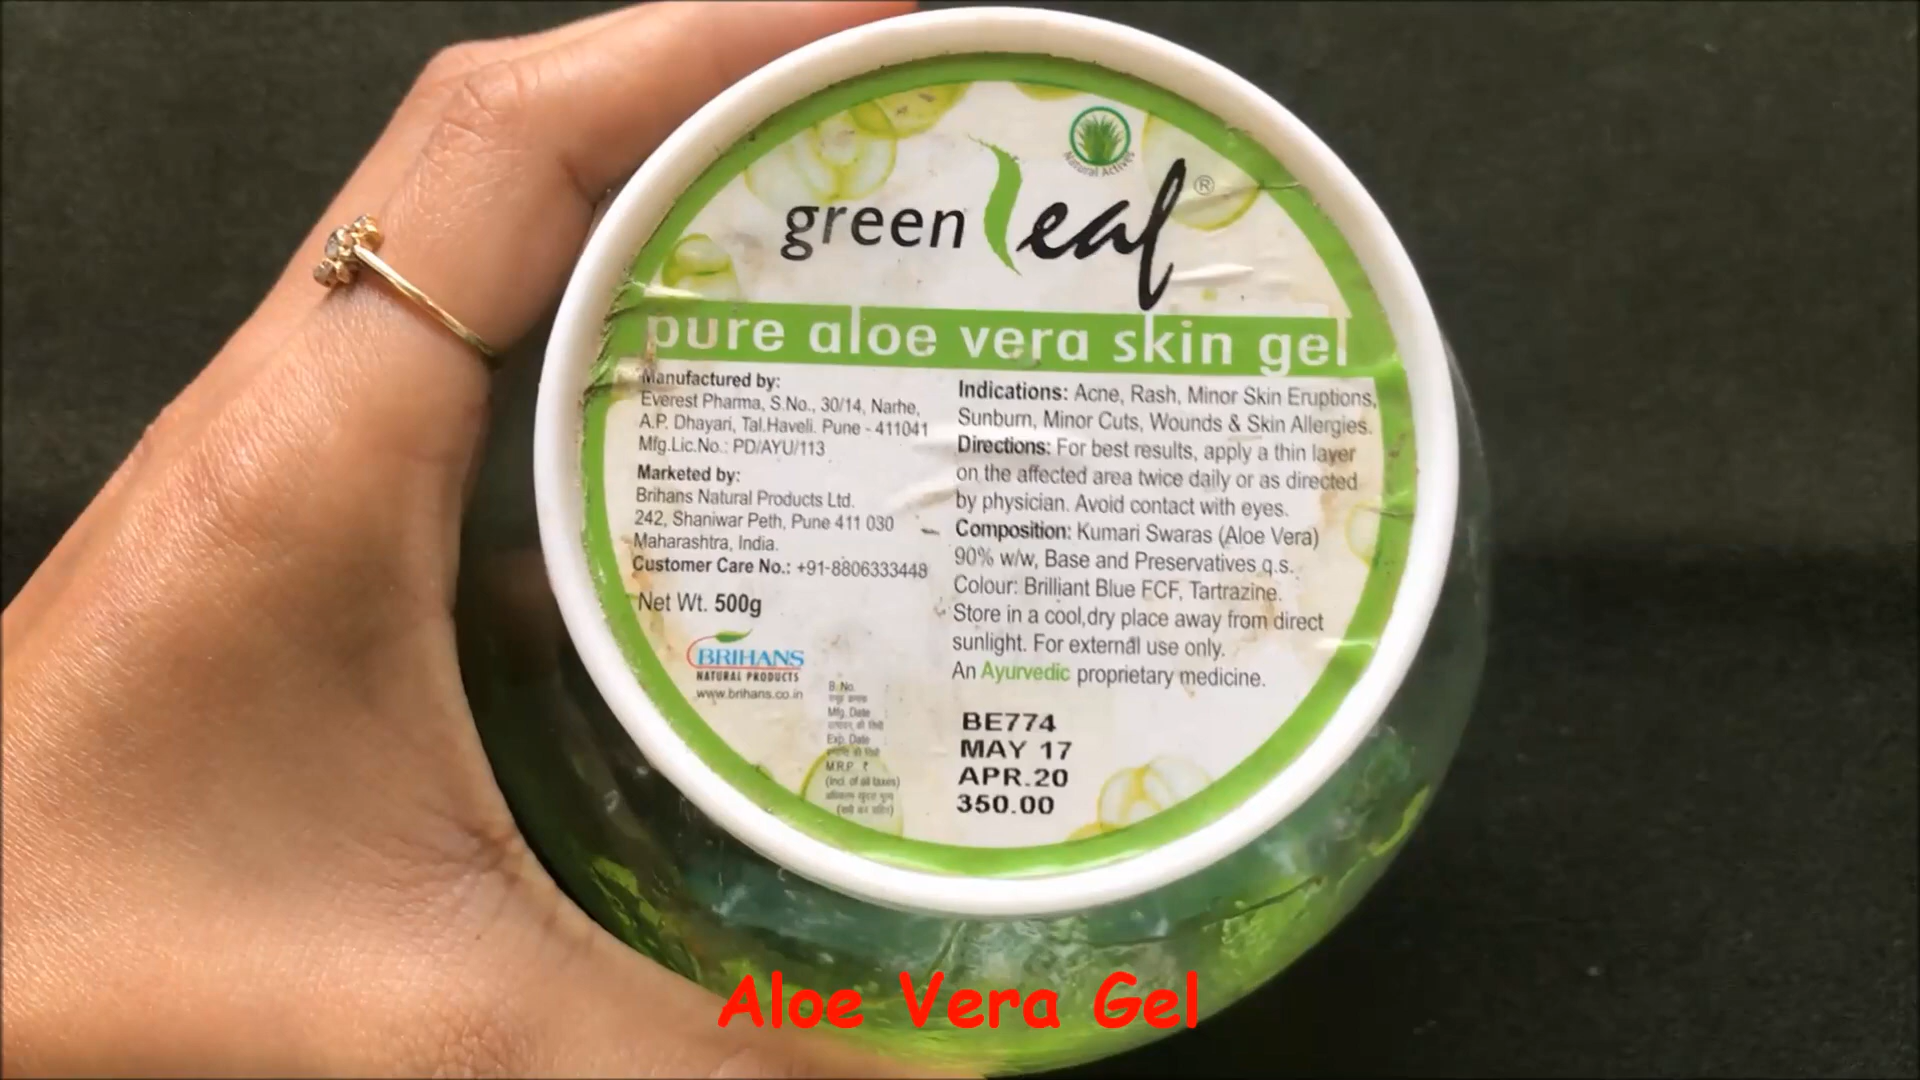 Natural Actives
green leaf®
pure aloe vera skin gel
Manufactured by:
Everest Pharma, S.No., 30/14, Narhe,
A.P. Dhayari, Tal.Haveli. Pune - 411041
Mfg.Lic.No.: PD/AYU/113
Marketed by:
Brihans Natural Products Ltd.
242, Shaniwar Peth, Pune 411 030
Maharashtra, India.
Customer Care No.: +91-8806333448
Net Wt. 500g
BRIHANS
NATURAL PRODUCTS
www.brihans.co.in
Indications: Acne, Rash, Minor Skin Eruptions,
Sunburn, Minor Cuts, Wounds & Skin Allergies.
Directions: For best results, apply a thin layer
on the affected area twice daily or as directed
by physician. Avoid contact with eyes.
Composition: Kumari Swaras (Aloe Vera)
90% w/w, Base and Preservatives q.s.
Colour: Brilliant Blue FCF, Tartrazine.
Store in a cool,dry place away from direct
sunlight. For external use only.
An Ayurvedic proprietary medicine.
B.No.
Mfg. Date :
Exp. Date :
M.R.P. ₹
(Incl. of all taxes)
BE774
MAY 17
APR.20
350.00
Aloe Vera Gel